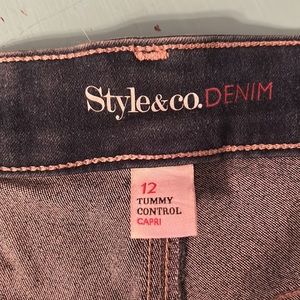 Style&co. DENIM
12
TUMMY
CONTROL
CAPRI